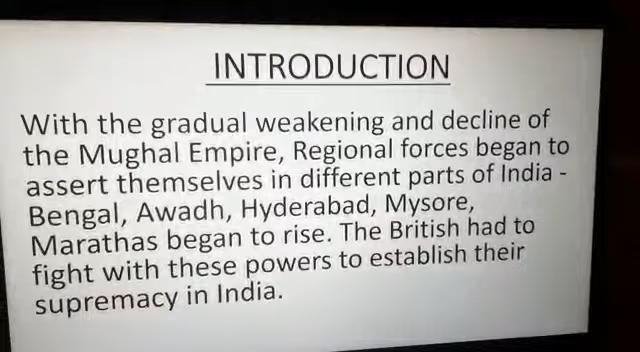 INTRODUCTION
With the gradual weakening and decline of
the Mughal Empire, Regional forces began to
assert themselves in different parts of India -
Bengal, Awadh, Hyderabad, Mysore,
Marathas began to rise. The British had to
fight with these powers to establish their
supremacy in India.